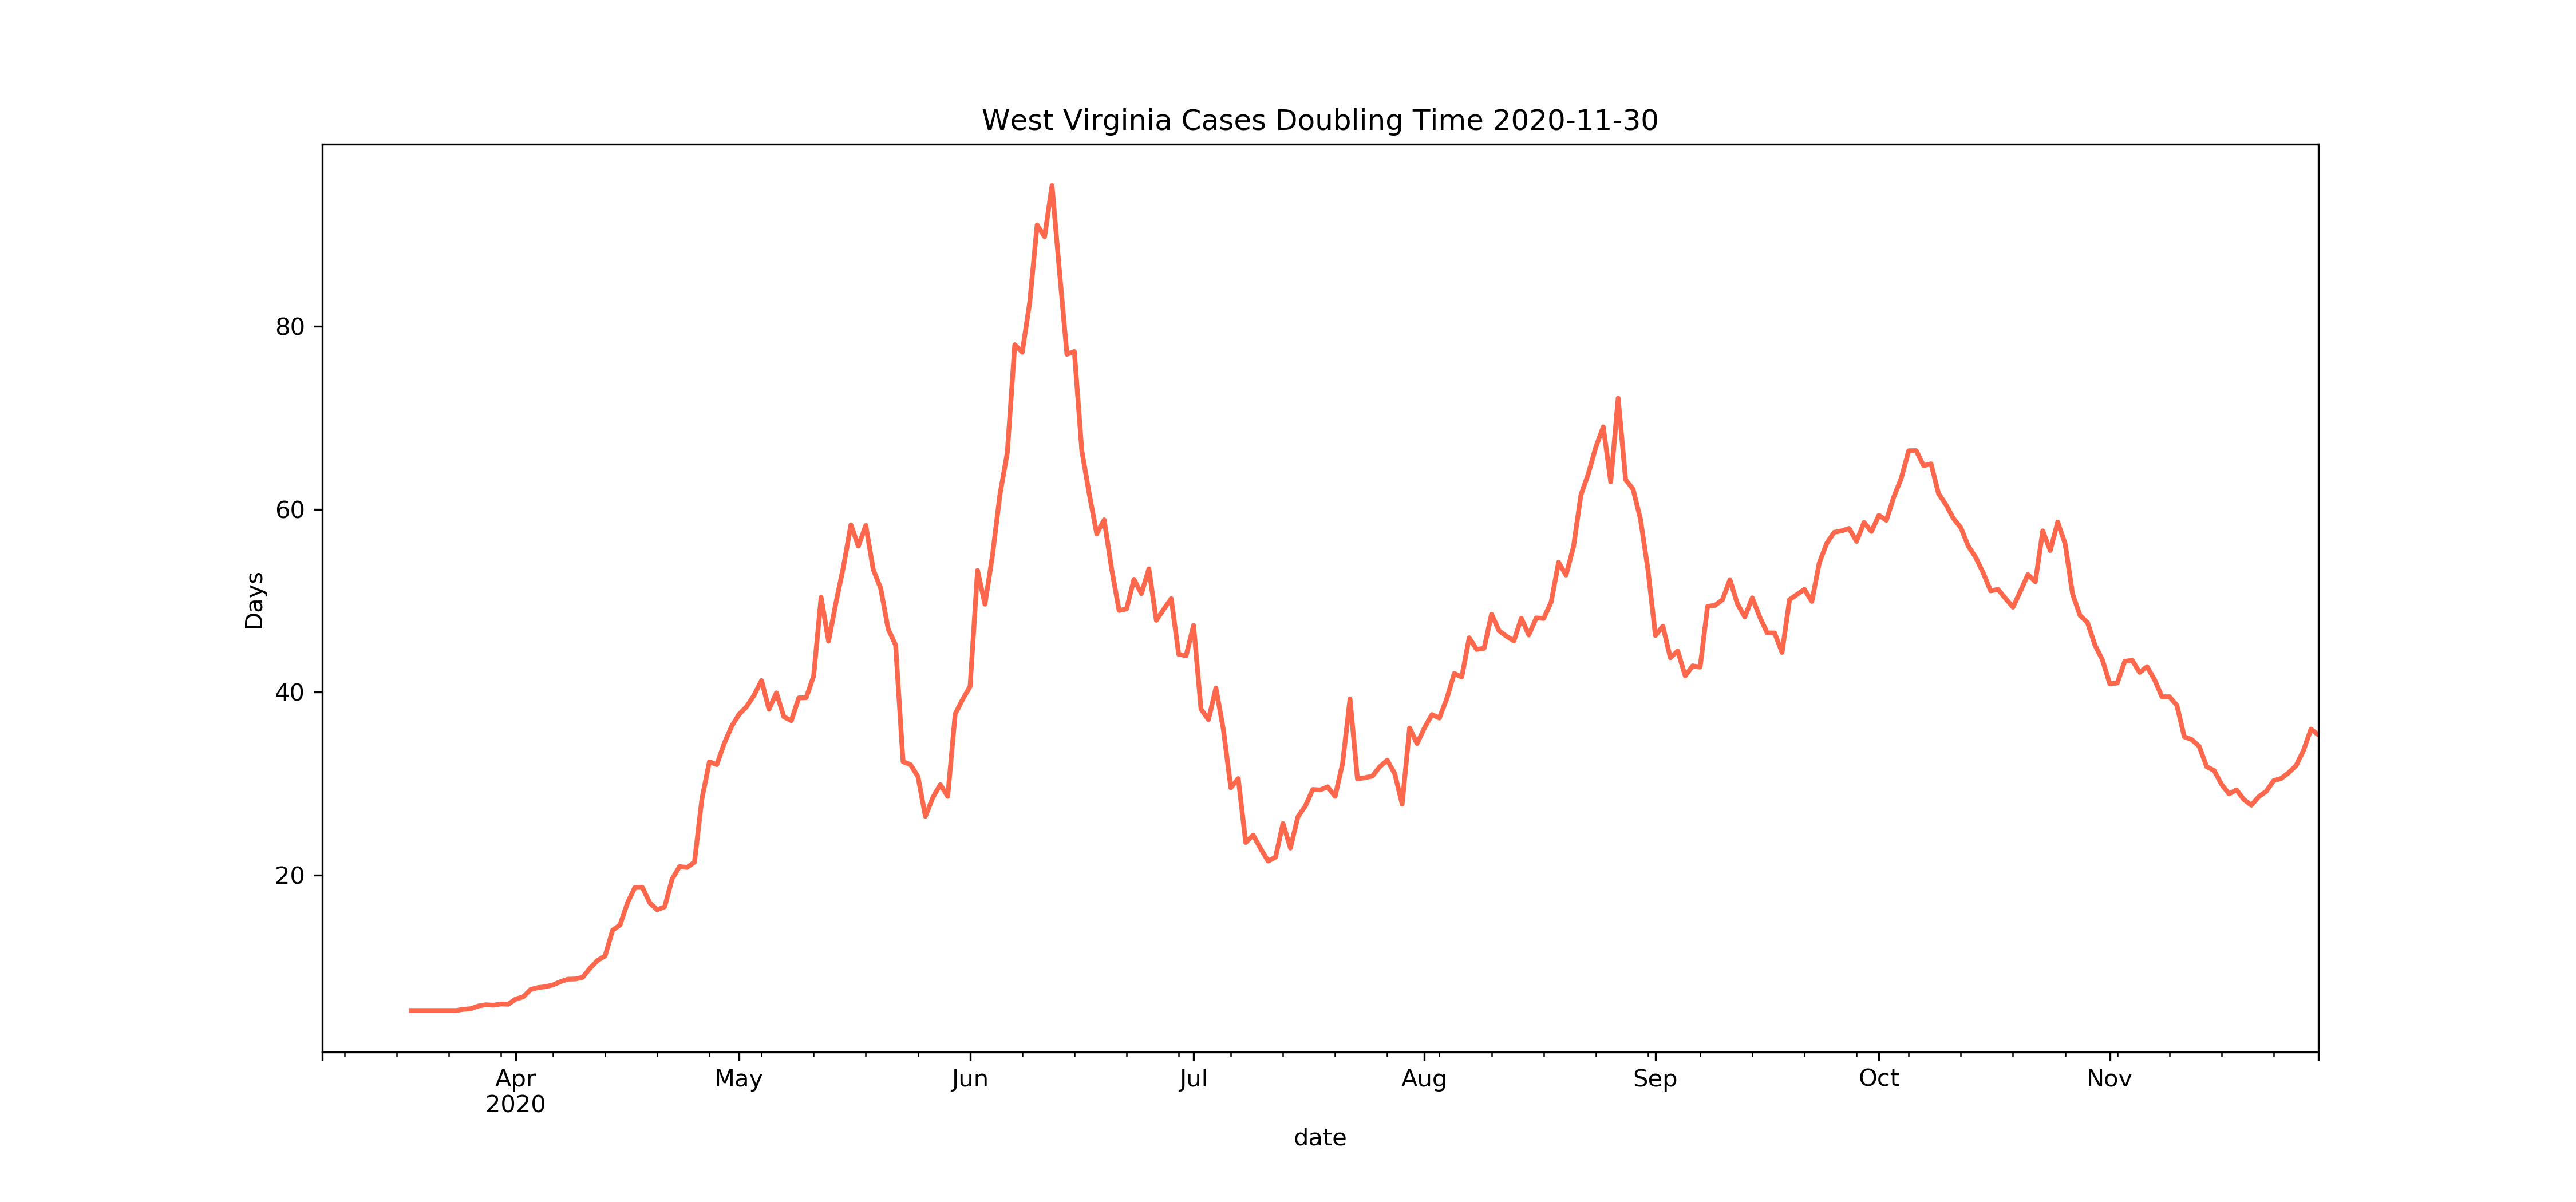 West Virginia Cases Doubling Time 2020-11-30
Days
80
60
40
20
Apr May Jun Jul Aug Sep Oct Nov
2020
date